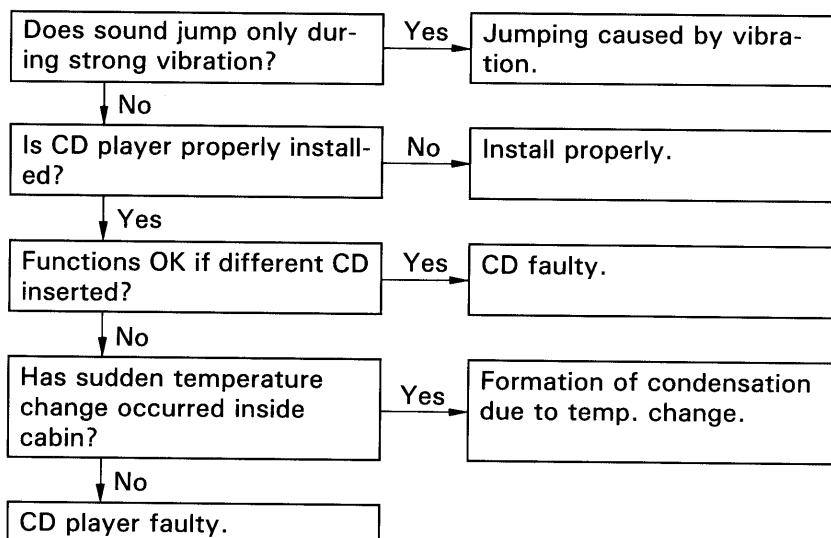 Does sound jump only dur-
ing strong vibration?
Yes
Jumping caused by vibra-
tion.
No
Is CD player properly install-
ed?
No
Install properly.
Yes
Functions OK if different CD
inserted?
Yes
CD faulty.
No
Has sudden temperature
change occurred inside
cabin?
Yes
Formation of condensation
due to temp. change.
No
CD player faulty.